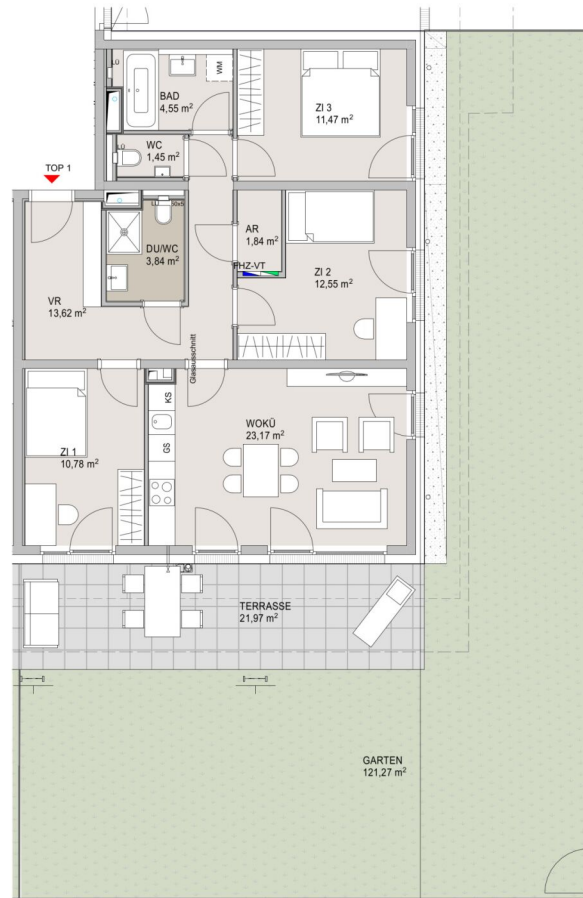 LÜ
BAD
4,55 m²
WM
ZI 3
11,47 m²
LÜ
WC
1,45 m²
TOP 1
DU/WC
3,84 m²
AR
1,84 m²
FHZ-VT
ZI 2
12,55 m²
VR
13,62 m²
Glasausschnitt
KS
GS
WOKÜ
23,17 m²
ZI 1
10,78 m²
TERRASSE
21,97 m²
GARTEN
121,27 m²